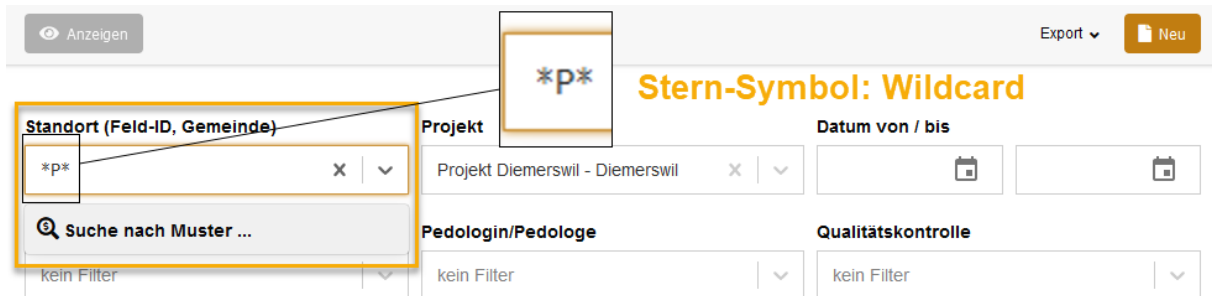 Anzeigen
Export
Neu
*P*
Stern-Symbol: Wildcard
Standort (Feld-ID, Gemeinde)
Projekt
Datum von / bis
*P*
Projekt Diemerswil - Diemerswil
Suche nach Muster ...
Pedologin/Pedologe
Qualitätskontrolle
kein Filter
kein Filter
kein Filter